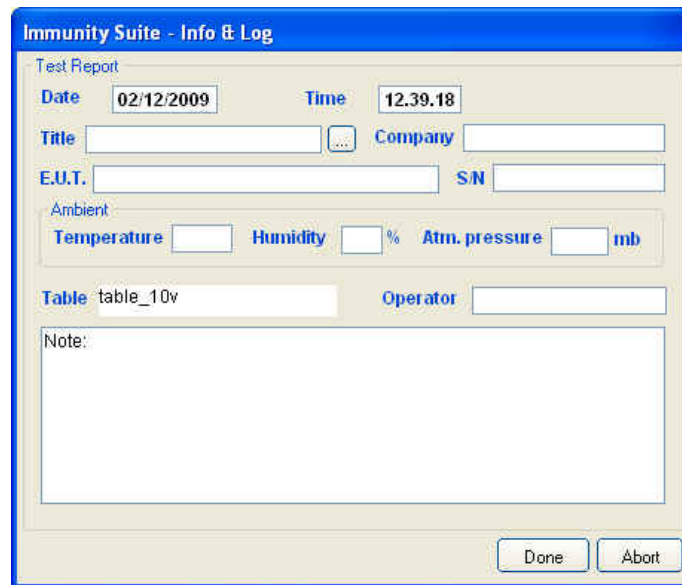 Immunity Suite - Info & Log
Test Report
Date 02/12/2009 Time 12.39.18
Title ... Company
E.U.T. S/N
Ambient
Temperature Humidity % Atm. pressure mb
Table table_10v Operator
Note:
Done Abort